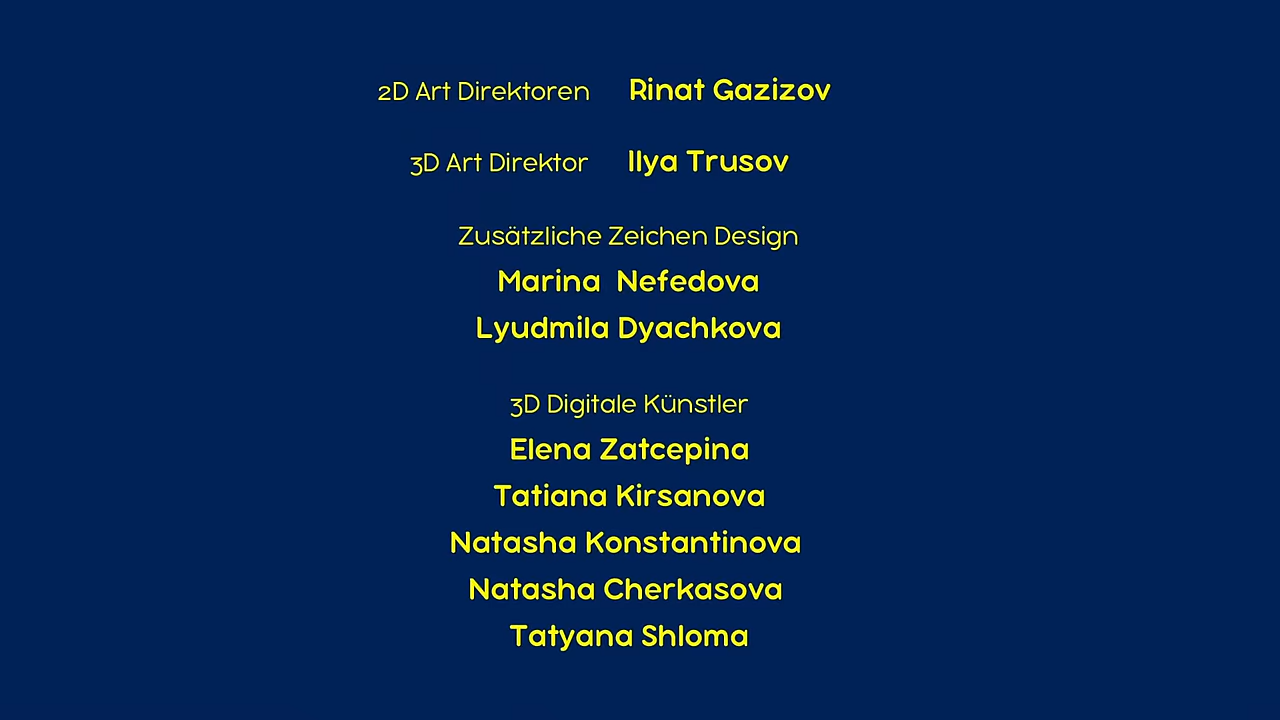 2D Art Direktoren Rinat Gazizov
3D Art Direktor Ilya Trusov
Zusätzliche Zeichen Design
Marina Nefedova
Lyudmila Dyachkova
3D Digitale Künstler
Elena Zatcepina
Tatiana Kirsanova
Natasha Konstantinova
Natasha Cherkasova
Tatyana Shloma